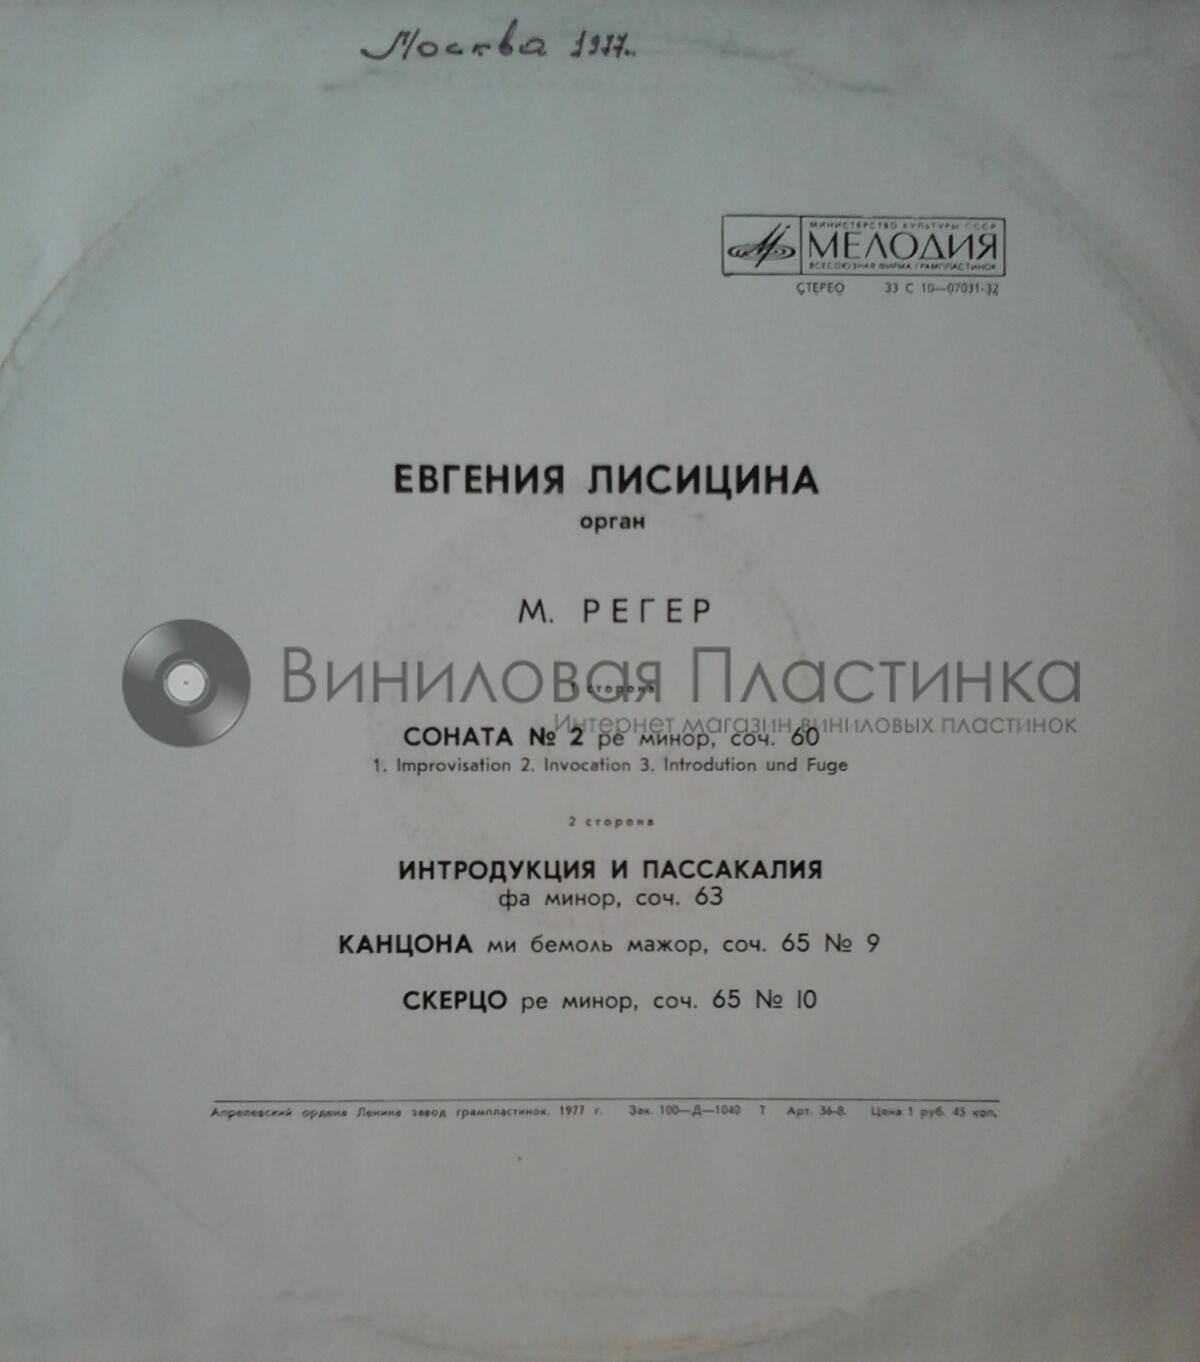 Москва 1977.
МИНИСТЕРСТВО КУЛЬТУРЫ СССР
МЕЛОДИЯ
ВСЕСОЮЗНАЯ ФИРМА ГРАМПЛАСТИНОК
СТЕРЕО 33 С 10—07031-32
ЕВГЕНИЯ ЛИСИЦИНА
орган
М. РЕГЕР
Виниловая Пластинка
1 сторона
Интернет магазин виниловых пластинок
СОНАТА № 2 ре минор, соч. 60
1. Improvisation 2. Invocation 3. Introdution und Fuge
2 сторона
ИНТРОДУКЦИЯ И ПАССАКАЛИЯ
фа минор, соч. 63
КАНЦОНА ми бемоль мажор, соч. 65 № 9
СКЕРЦО ре минор, соч. 65 № 10
Апрелевский ордена Ленина завод грампластинок. 1977 г. Зак. 100—Д—1040 Т Арт. 36-8. Цена 1 руб. 45 коп.